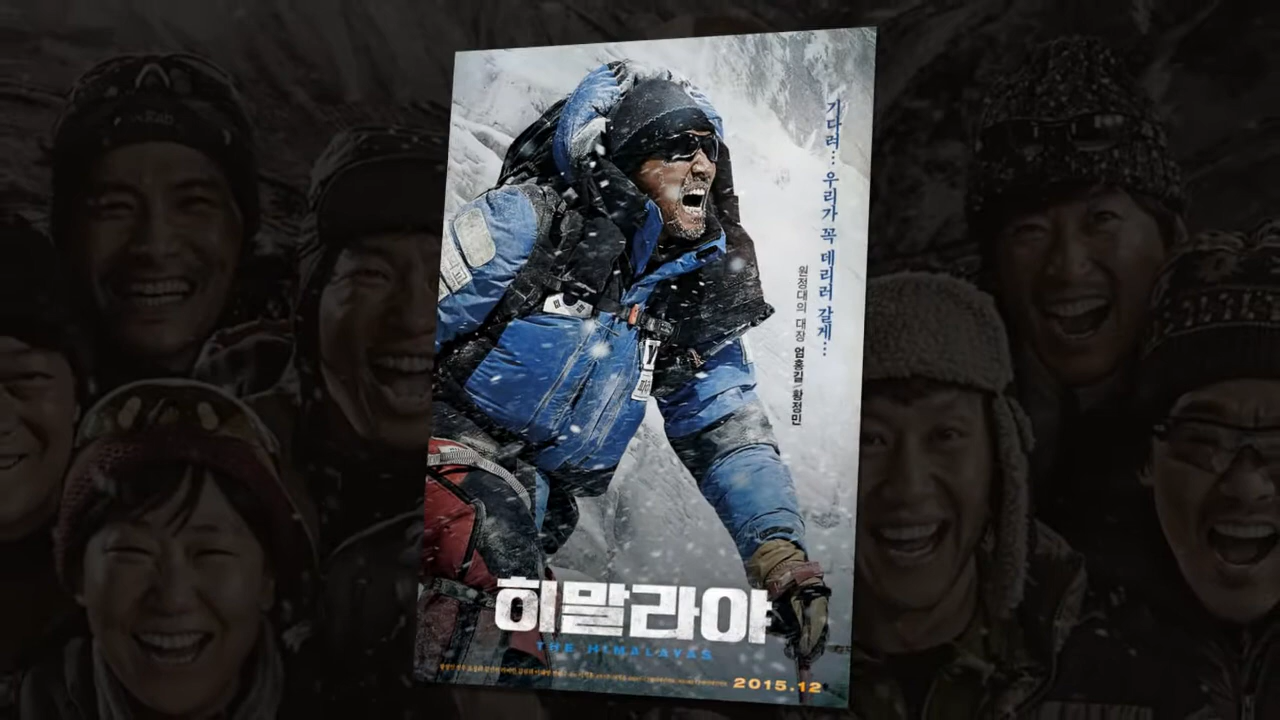 기다려... 우리가 꼭 데리러 갈게...
원정대의 대장 엄홍길 황정민
히말라야
THE HIMALAYAS
2015.12